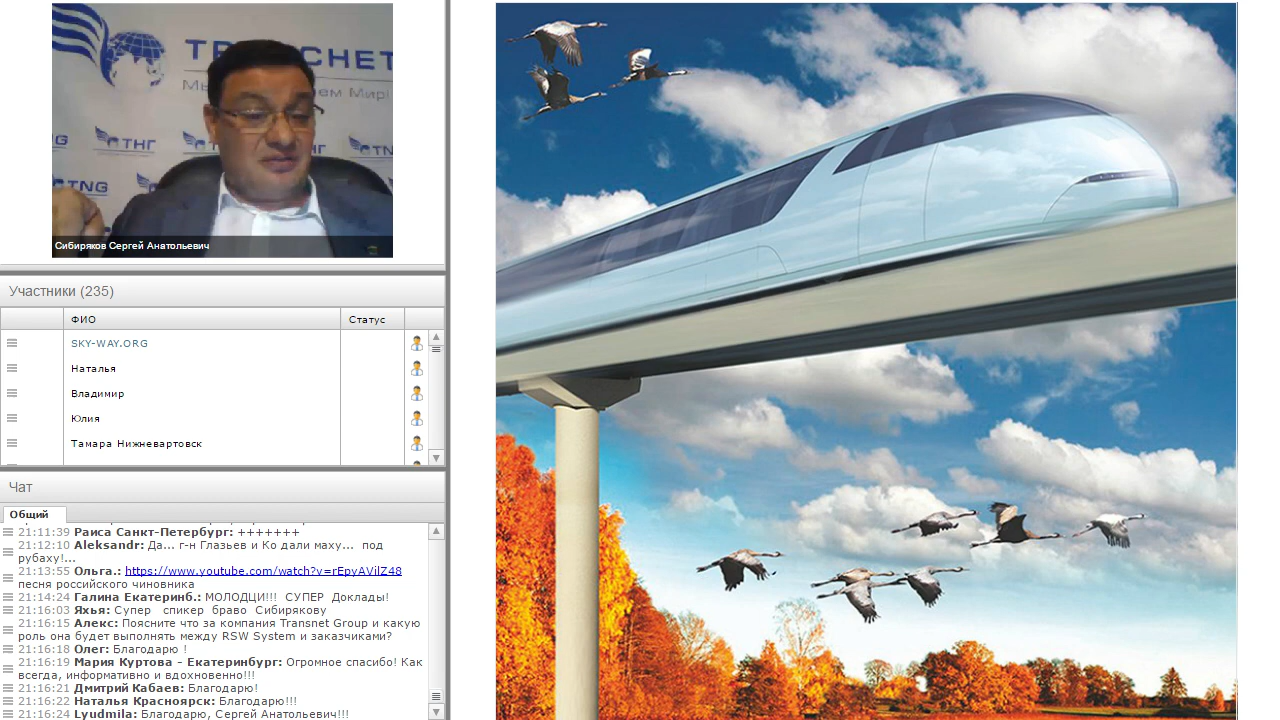 ТНГ
TNG
TNG
Сибиряков Сергей Анатольевич
Участники (235)
ФИО
Статус
SKY-WAY.ORG
Наталья
Владимир
Юлия
Тамара Нижневартовск
Чат
Общий
21:11:39 Раиса Санкт-Петербург: +++++++
21:12:10 Aleksandr: Да... г-н Глазьев и Ко дали маху... под
рубаху!...
21:13:55 Ольга.: https://www.youtube.com/watch?v=rEpyAVilZ48
песня российского чиновника
21:14:24 Галина Екатеринб.: МОЛОДЦИ!!! СУПЕР Доклады!
21:16:03 Яхья: Супер спикер браво Сибирякову
21:16:15 Алекс: Поясните что за компания Transnet Group и какую
роль она будет выполнять между RSW System и заказчиками?
21:16:18 Олег: Благодарю !
21:16:19 Мария Куртова - Екатеринбург: Огромное спасибо! Как
всегда, информативно и вдохновенно!!!
21:16:21 Дмитрий Кабаев: Благодарю!
21:16:22 Наталья Красноярск: Благодарю!!!
21:16:24 Lyudmila: Благодарю, Сергей Анатольевич!!!